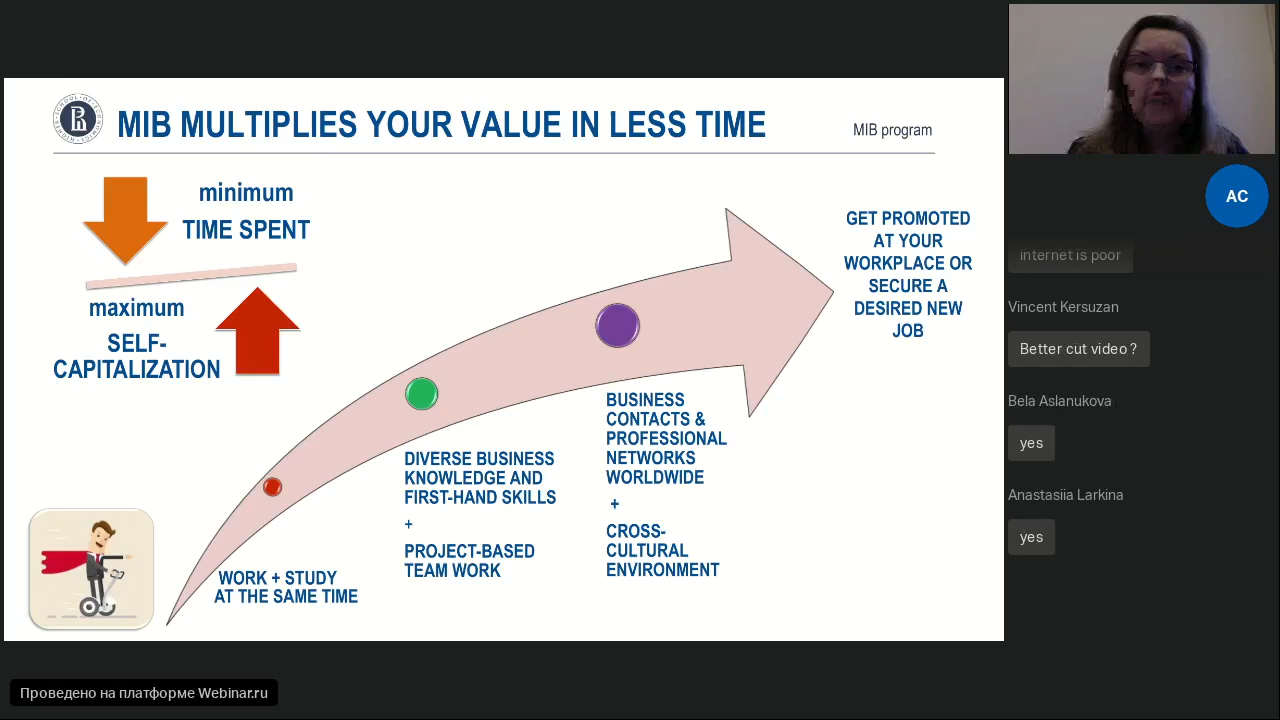 MIB MULTIPLIES YOUR VALUE IN LESS TIME
MIB program
minimum
TIME SPENT
maximum
SELF-
CAPITALIZATION
WORK + STUDY
AT THE SAME TIME
DIVERSE BUSINESS
KNOWLEDGE AND
FIRST-HAND SKILLS
+
PROJECT-BASED
TEAM WORK
BUSINESS
CONTACTS &
PROFESSIONAL
NETWORKS
WORLDWIDE
+
CROSS-
CULTURAL
ENVIRONMENT
GET PROMOTED
AT YOUR
WORKPLACE OR
SECURE A
DESIRED NEW
JOB
AC
internet is poor
Vincent Kersuzan
Better cut video ?
Bela Aslanukova
yes
Anastasiia Larkina
yes
Проведено на платформе Webinar.ru